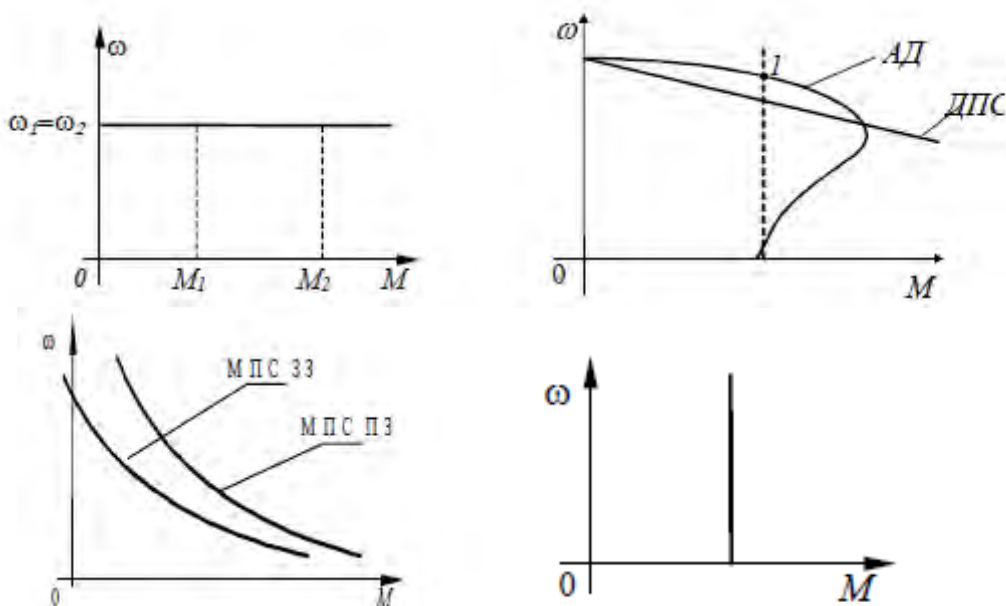 ω
ω₁=ω₂
0 M₁ M₂ M
ω
1
АД
ДПС
0 M
ω
МПС ЗЗ
МПС ПЗ
0 M
ω
0 M